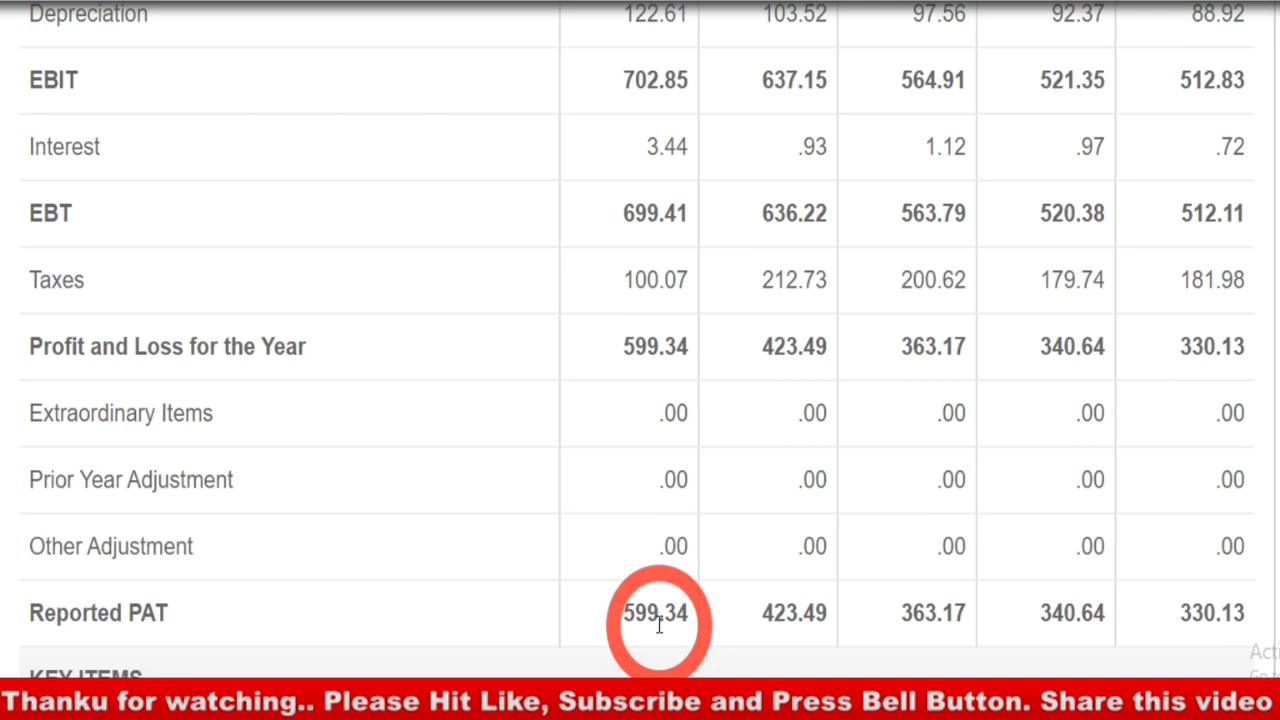 Depreciation 122.61 103.52 97.56 92.37 88.92
EBIT 702.85 637.15 564.91 521.35 512.83
Interest 3.44 .93 1.12 .97 .72
EBT 699.41 636.22 563.79 520.38 512.11
Taxes 100.07 212.73 200.62 179.74 181.98
Profit and Loss for the Year 599.34 423.49 363.17 340.64 330.13
Extraordinary Items .00 .00 .00 .00 .00
Prior Year Adjustment .00 .00 .00 .00 .00
Other Adjustment .00 .00 .00 .00 .00
Reported PAT 599.34 423.49 363.17 340.64 330.13
KEY ITEMS
Thanku for watching.. Please Hit Like, Subscribe and Press Bell Button. Share this video